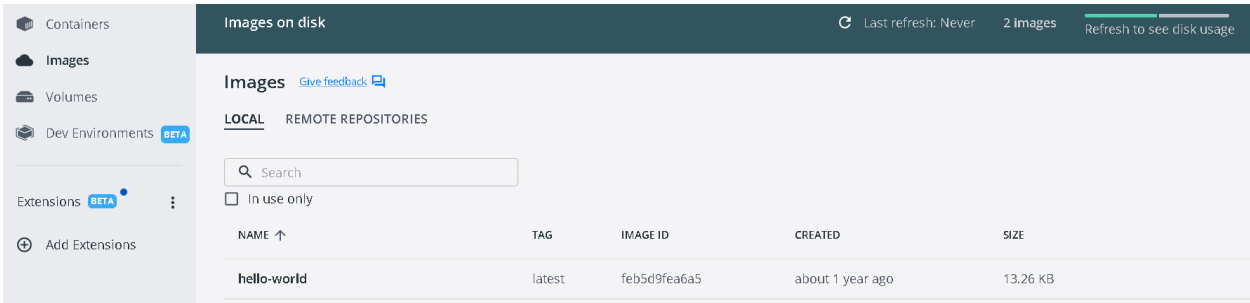 Containers
Images
Volumes
Dev Environments BETA
Extensions BETA
Add Extensions
Images on disk
Last refresh: Never
2 images
Refresh to see disk usage
Images Give feedback
LOCAL REMOTE REPOSITORIES
Search
In use only
NAME TAG IMAGE ID CREATED SIZE
hello-world latest feb5d9fea6a5 about 1 year ago 13.26 KB